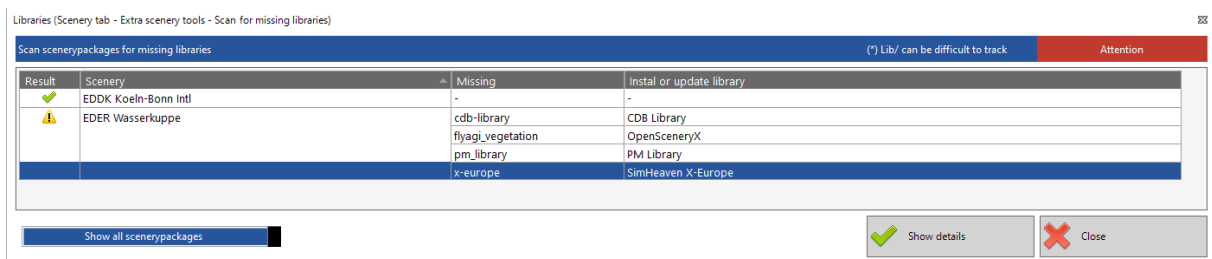 Libraries (Scenery tab - Extra scenery tools - Scan for missing libraries)
Scan scenerypackages for missing libraries (*) Lib/ can be difficult to track Attention
Result Scenery Missing Instal or update library
EDDK Koeln-Bonn Intl - -
EDER Wasserkuppe cdb-library CDB Library
flyagi_vegetation OpenSceneryX
pm_library PM Library
x-europe SimHeaven X-Europe
Show all scenerypackages Show details Close